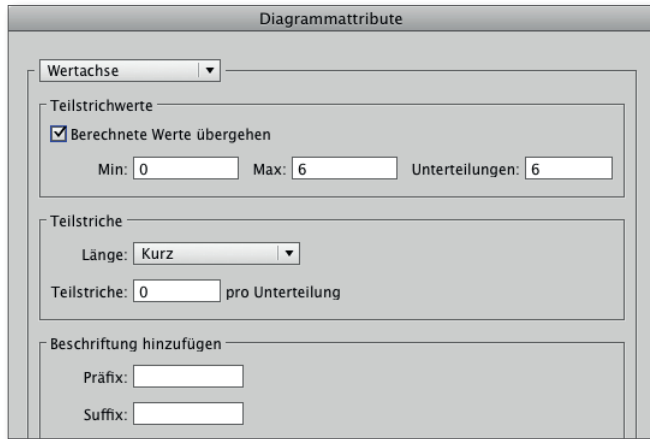 Diagrammattribute
Wertachse
Teilstrichwerte
Berechnete Werte übergehen
Min: 0 Max: 6 Unterteilungen: 6
Teilstriche
Länge: Kurz
Teilstriche: 0 pro Unterteilung
Beschriftung hinzufügen
Präfix:
Suffix: